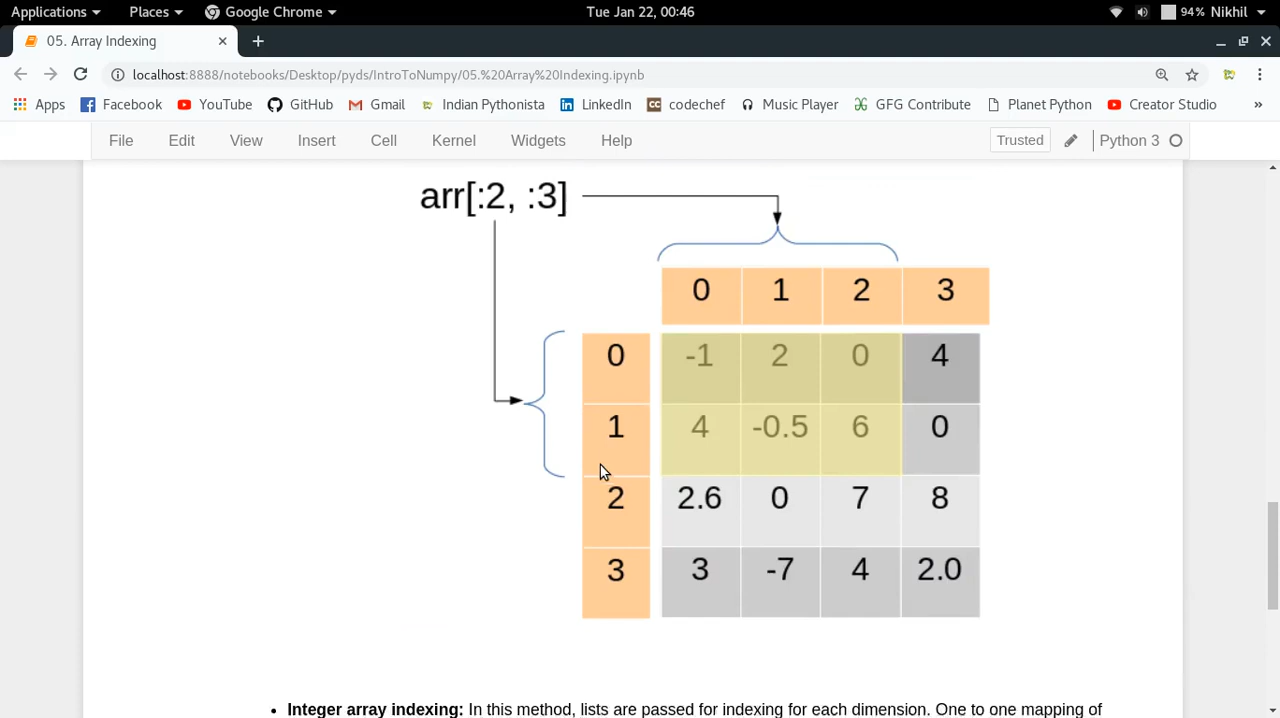 Applications Places Google Chrome Tue Jan 22, 00:46 94% Nikhil
05. Array Indexing
localhost:8888/notebooks/Desktop/pyds/IntroToNumpy/05.%20Array%20Indexing.ipynb
Apps Facebook YouTube GitHub Gmail Indian Pythonista LinkedIn codechef Music Player GFG Contribute Planet Python Creator Studio »
File Edit View Insert Cell Kernel Widgets Help Trusted Python 3
arr[:2, :3]
0 1 2 3
0 -1 2 0 4
1 4 -0.5 6 0
2 2.6 0 7 8
3 3 -7 4 2.0
• Integer array indexing: In this method, lists are passed for indexing for each dimension. One to one mapping of